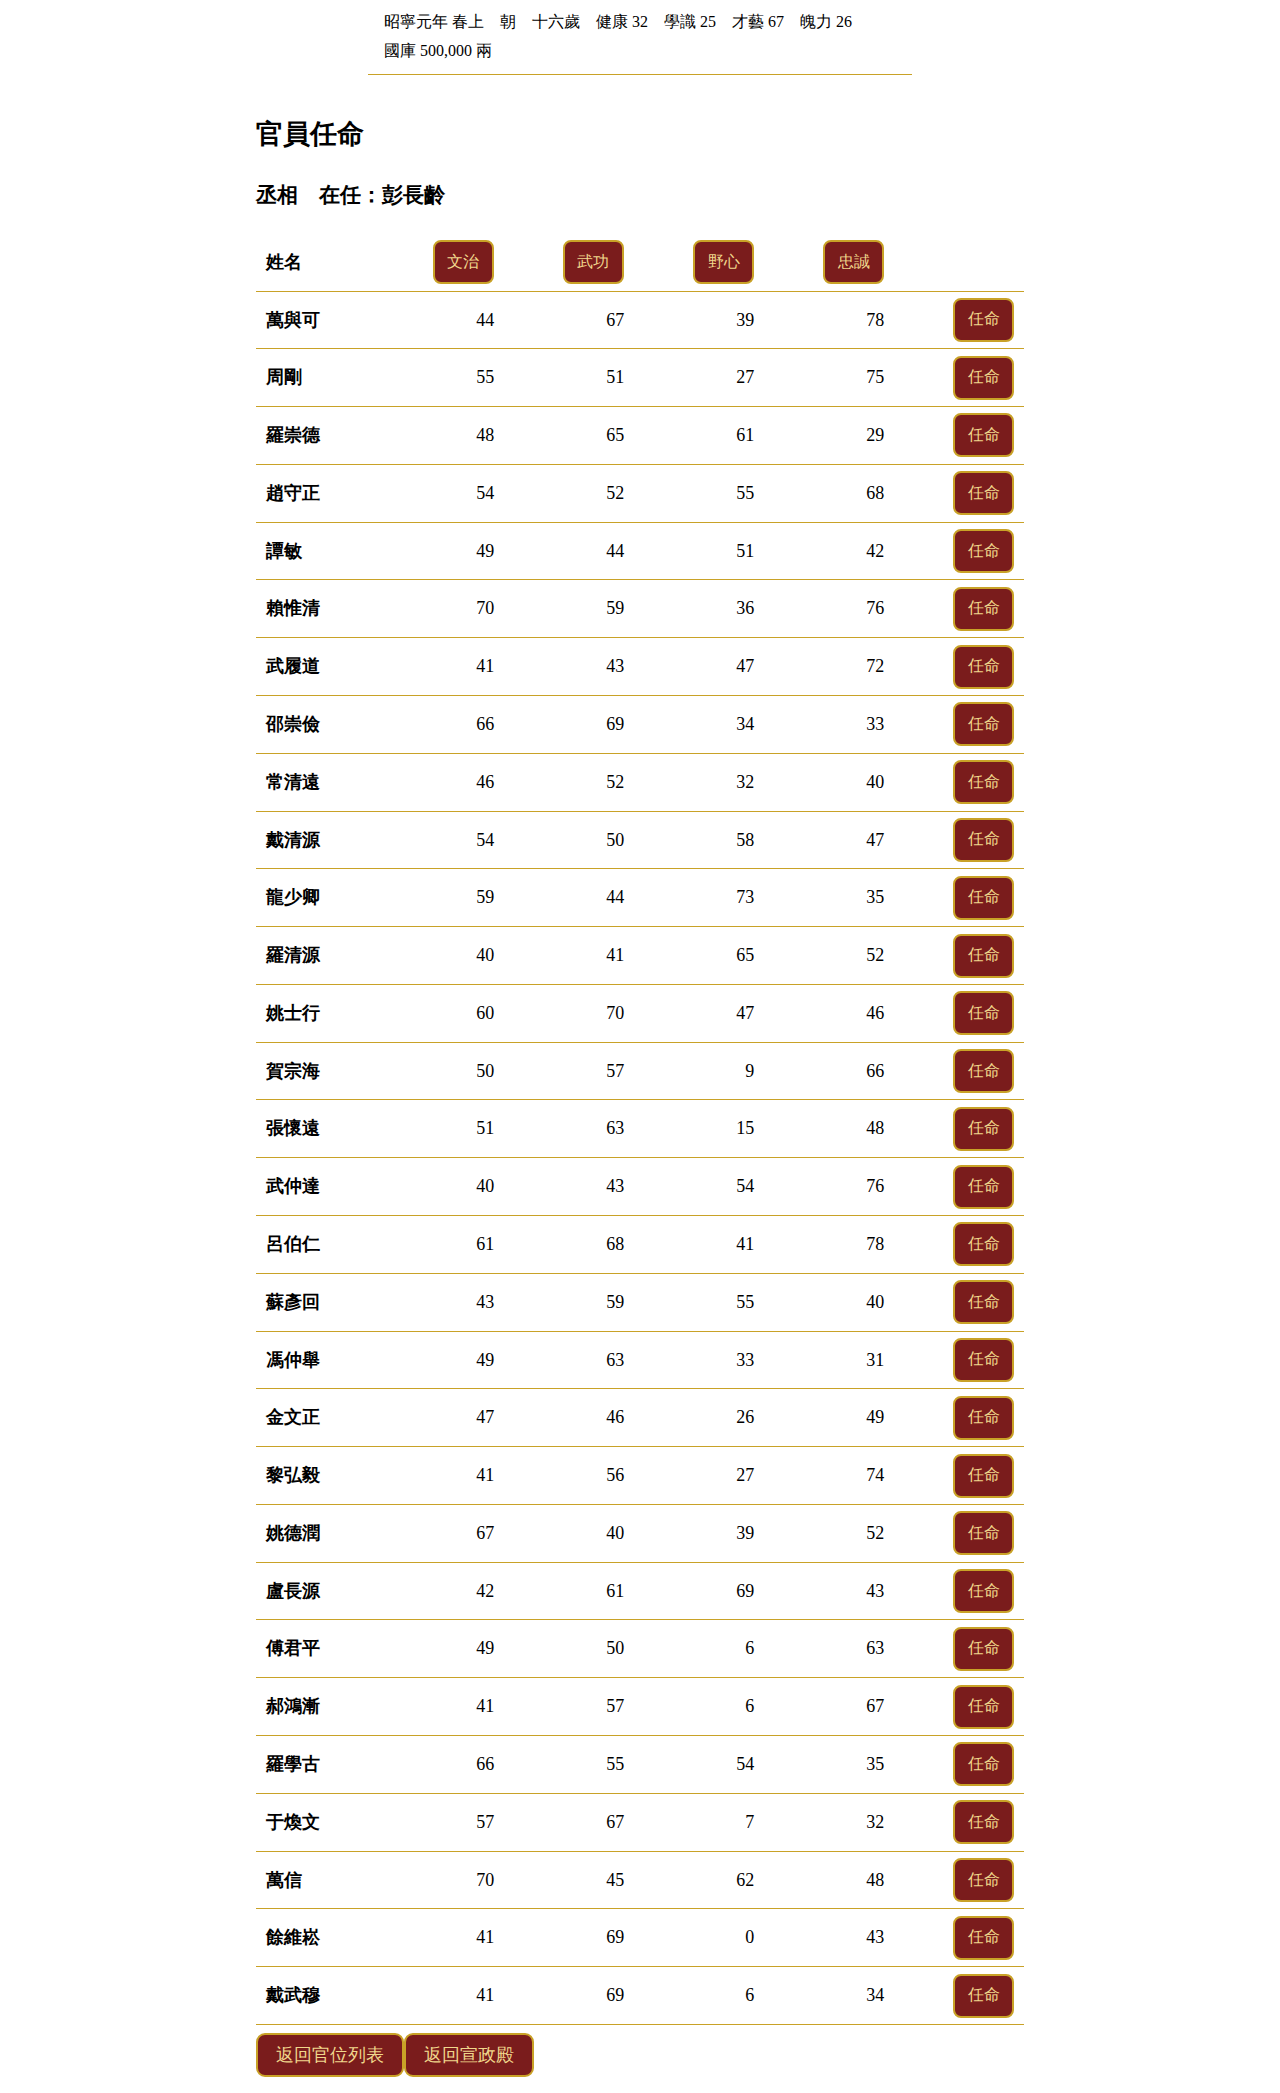 昭寧元年 春上　朝　十六歲　健康 32　學識 25　才藝 67　魄力 26
國庫 500,000 兩
官員任命
丞相　在任：彭長齡
姓名 文治 武功 野心 忠誠
萬與可 44 67 39 78 任命
周剛 55 51 27 75 任命
羅崇德 48 65 61 29 任命
趙守正 54 52 55 68 任命
譚敏 49 44 51 42 任命
賴惟清 70 59 36 76 任命
武履道 41 43 47 72 任命
邵崇儉 66 69 34 33 任命
常清遠 46 52 32 40 任命
戴清源 54 50 58 47 任命
龍少卿 59 44 73 35 任命
羅清源 40 41 65 52 任命
姚士行 60 70 47 46 任命
賀宗海 50 57 9 66 任命
張懷遠 51 63 15 48 任命
武仲達 40 43 54 76 任命
呂伯仁 61 68 41 78 任命
蘇彥回 43 59 55 40 任命
馮仲舉 49 63 33 31 任命
金文正 47 46 26 49 任命
黎弘毅 41 56 27 74 任命
姚德潤 67 40 39 52 任命
盧長源 42 61 69 43 任命
傅君平 49 50 6 63 任命
郝鴻漸 41 57 6 67 任命
羅學古 66 55 54 35 任命
于煥文 57 67 7 32 任命
萬信 70 45 62 48 任命
餘維崧 41 69 0 43 任命
戴武穆 41 69 6 34 任命
返回官位列表 返回宣政殿